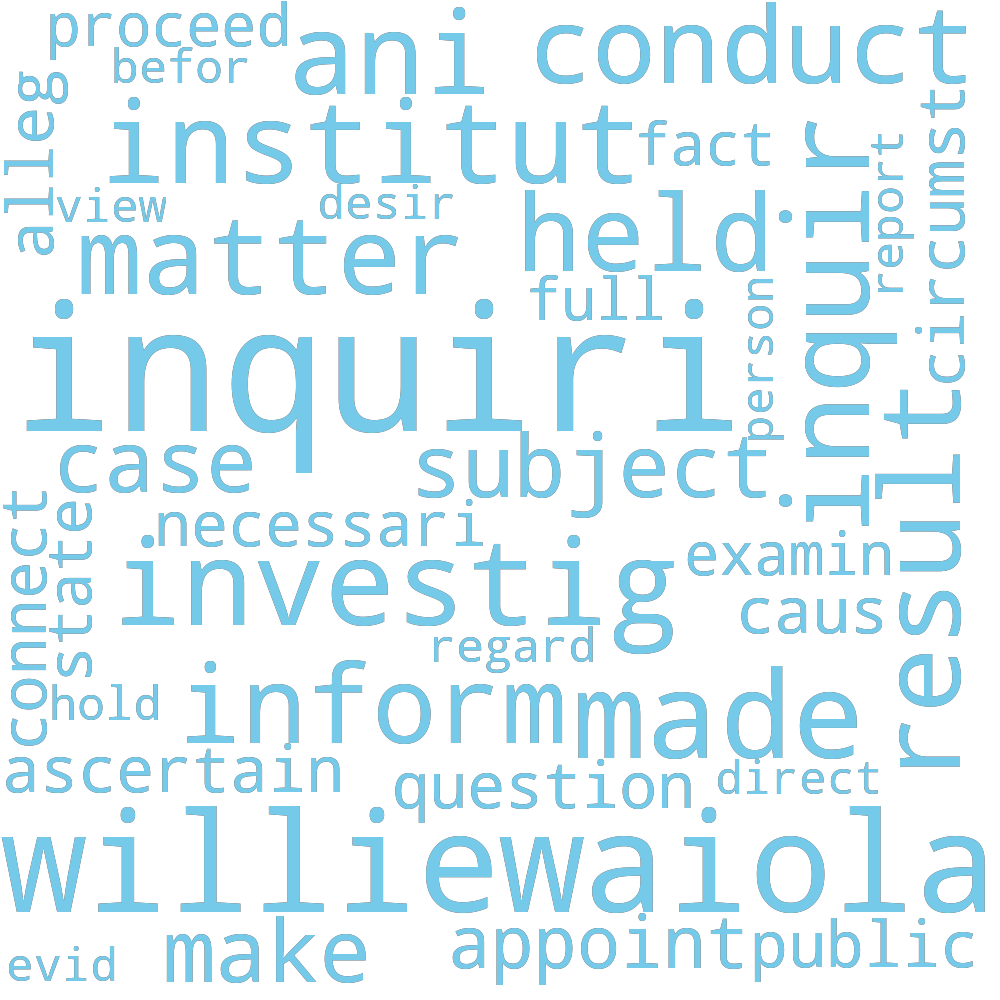 proceed
ani
conduct
befor
alleg
institut
fact
circumst
inquir
report
view
desir
held
matter
full
person
inquiri
result
case
subject
connect
state
necessari
investig
examin
caus
regard
inform
made
hold
ascertain
question
direct
williewaiola
make
appoint
public
evid